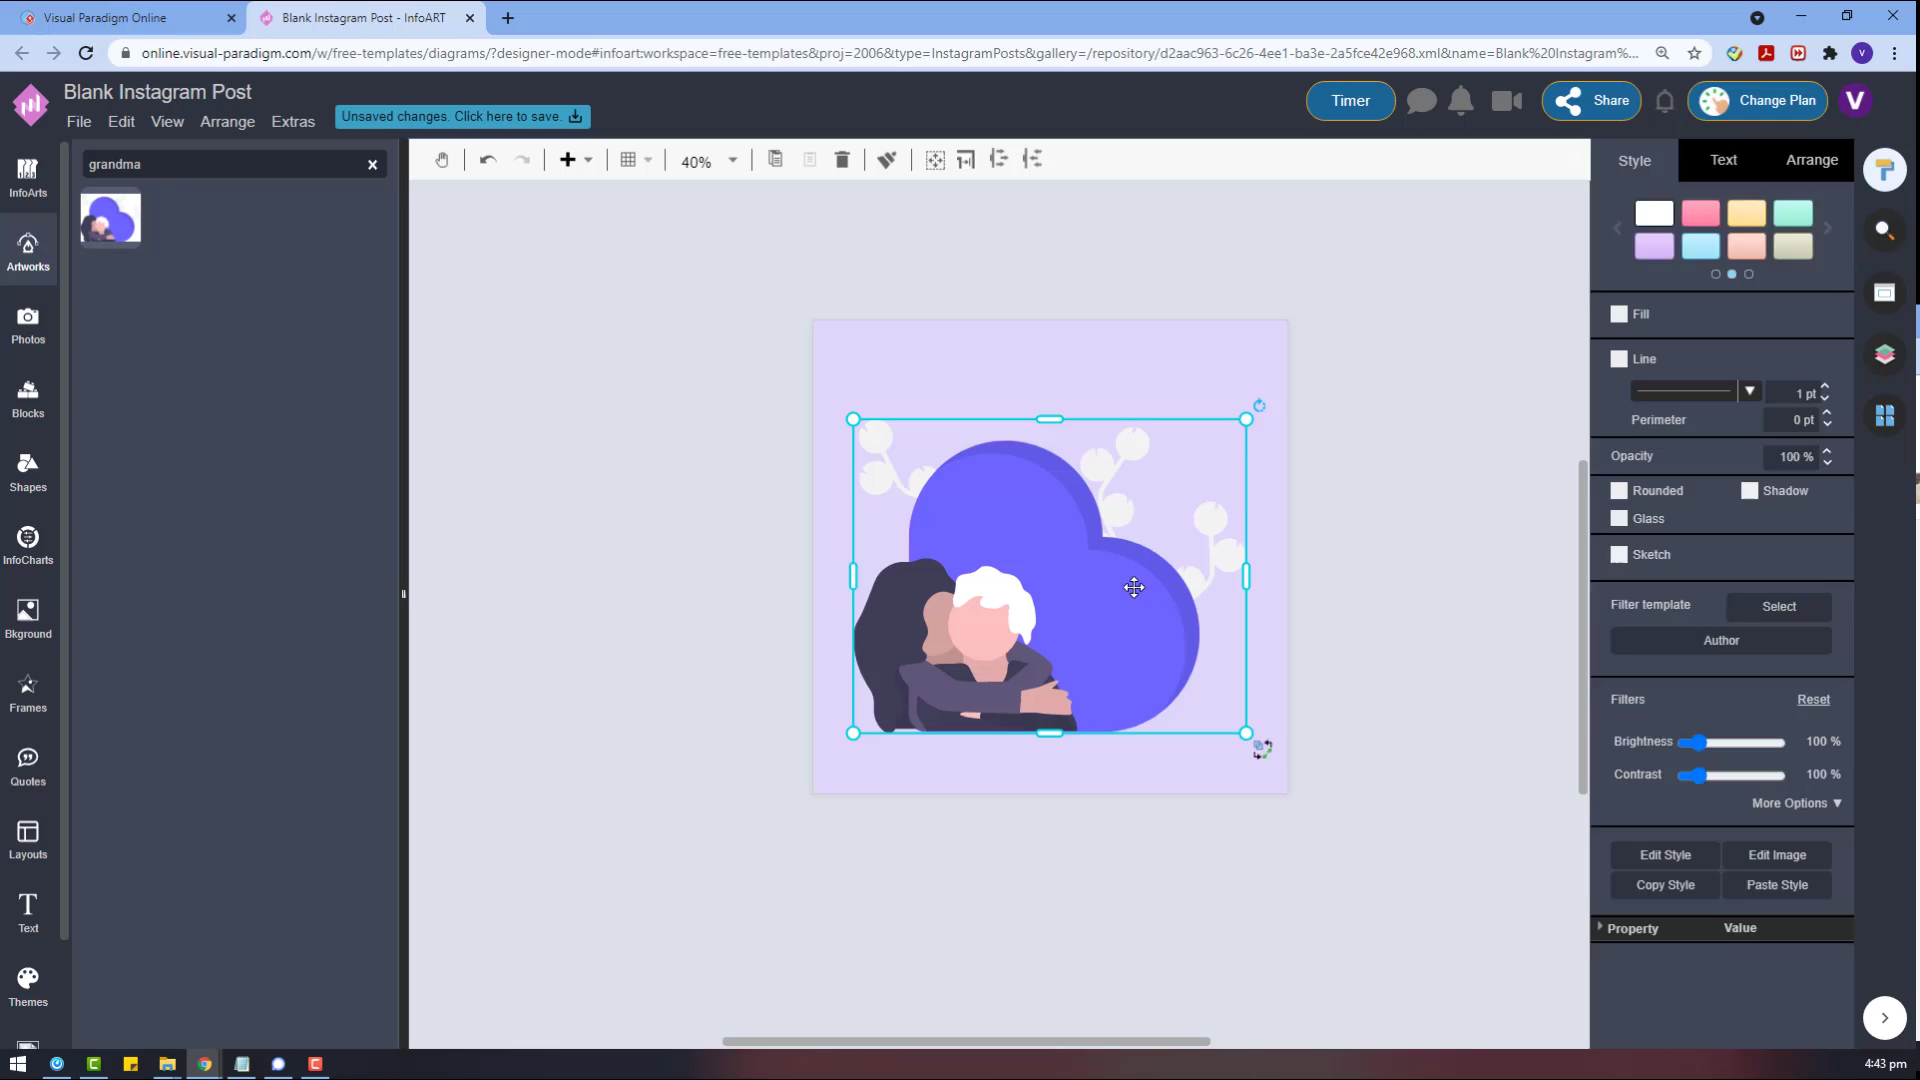 Visual Paradigm Online
Blank Instagram Post - InfoART
online.visual-paradigm.com/w/free-templates/diagrams/?designer-mode#infoart:workspace=free-templates&proj=2006&type=InstagramPosts&gallery=/repository/d2aac963-6c26-4ee1-ba3e-2a5fce42e968.xml&name=Blank%20Instagram%...
V
Blank Instagram Post
File Edit View Arrange Extras
Unsaved changes. Click here to save.
Timer
Share
Change Plan
V
InfoArts
Artworks
Photos
Blocks
Shapes
InfoCharts
Bkground
Frames
Quotes
Layouts
Text
Themes
grandma
40%
Style Text Arrange
Fill
Line
1 pt
Perimeter 0 pt
Opacity 100 %
Rounded Shadow
Glass
Sketch
Filter template Select
Author
Filters Reset
Brightness 100 %
Contrast 100 %
More Options ▼
Edit Style Edit Image
Copy Style Paste Style
Property Value
4:43 pm